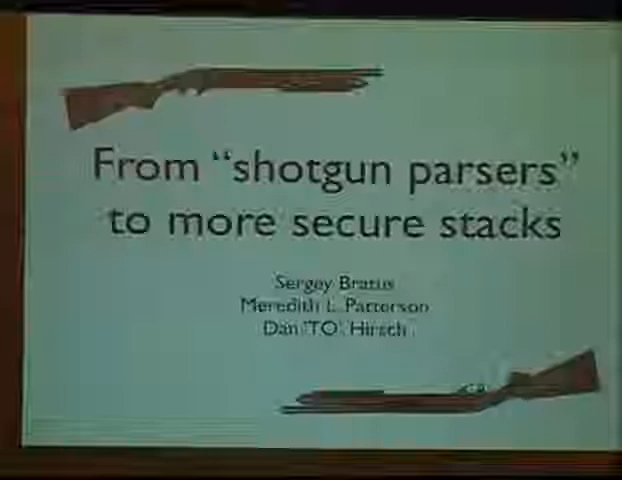 From “shotgun parsers”
to more secure stacks
Sergey Bratus
Meredith L. Patterson
Dan 'TQ' Hirsch